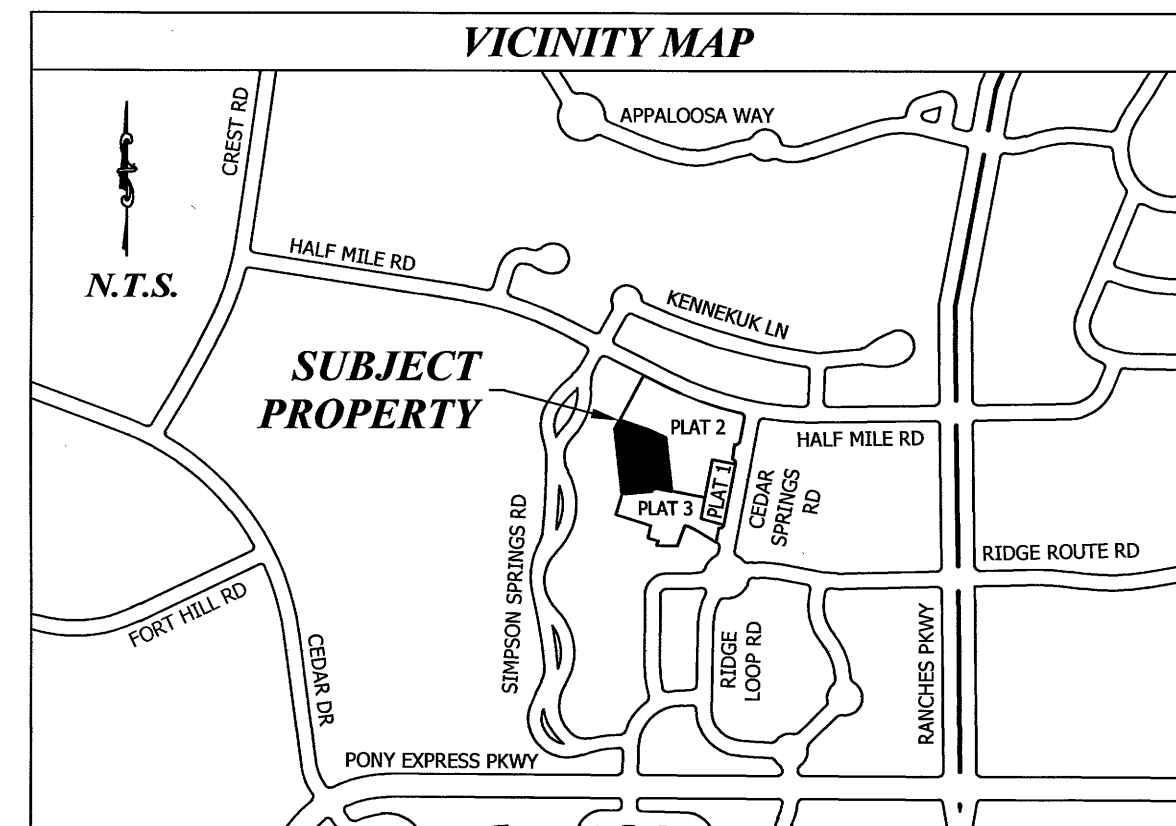 VICINITY MAP
CREST RD
APPALOOSA WAY
HALF MILE RD
N.T.S.
KENNEKUK LN
SUBJECT
PROPERTY
PLAT 2
HALF MILE RD
PLAT 1
CEDAR
SPRINGS
RD
PLAT 3
SIMPSON SPRINGS RD
RIDGE ROUTE RD
FORT HILL RD
CEDAR DR
RIDGE
LOOP RD
RANCHES PKWY
PONY EXPRESS PKWY